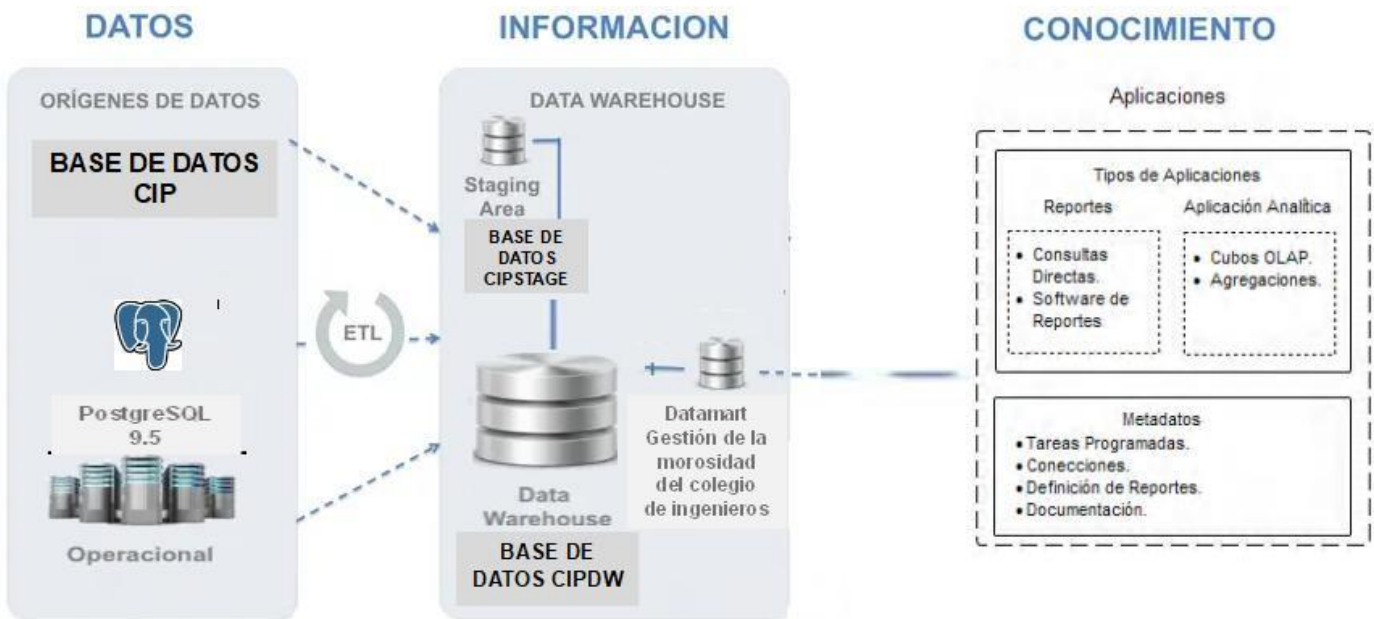 DATOS
INFORMACION
CONOCIMIENTO
ORÍGENES DE DATOS
BASE DE DATOS
CIP
PostgreSQL
9.5
Operacional
ETL
DATA WAREHOUSE
Staging
Area
BASE DE
DATOS
CIPSTAGE
Data
Warehouse
BASE DE
DATOS CIPDW
Datamart
Gestión de la
morosidad
del colegio
de ingenieros
Aplicaciones
Tipos de Aplicaciones
Reportes
• Consultas
Directas.
• Software de
Reportes
Aplicación Analítica
• Cubos OLAP.
• Agregaciones.
Metadatos
• Tareas Programadas.
• Conecciones.
• Definición de Reportes.
• Documentación.